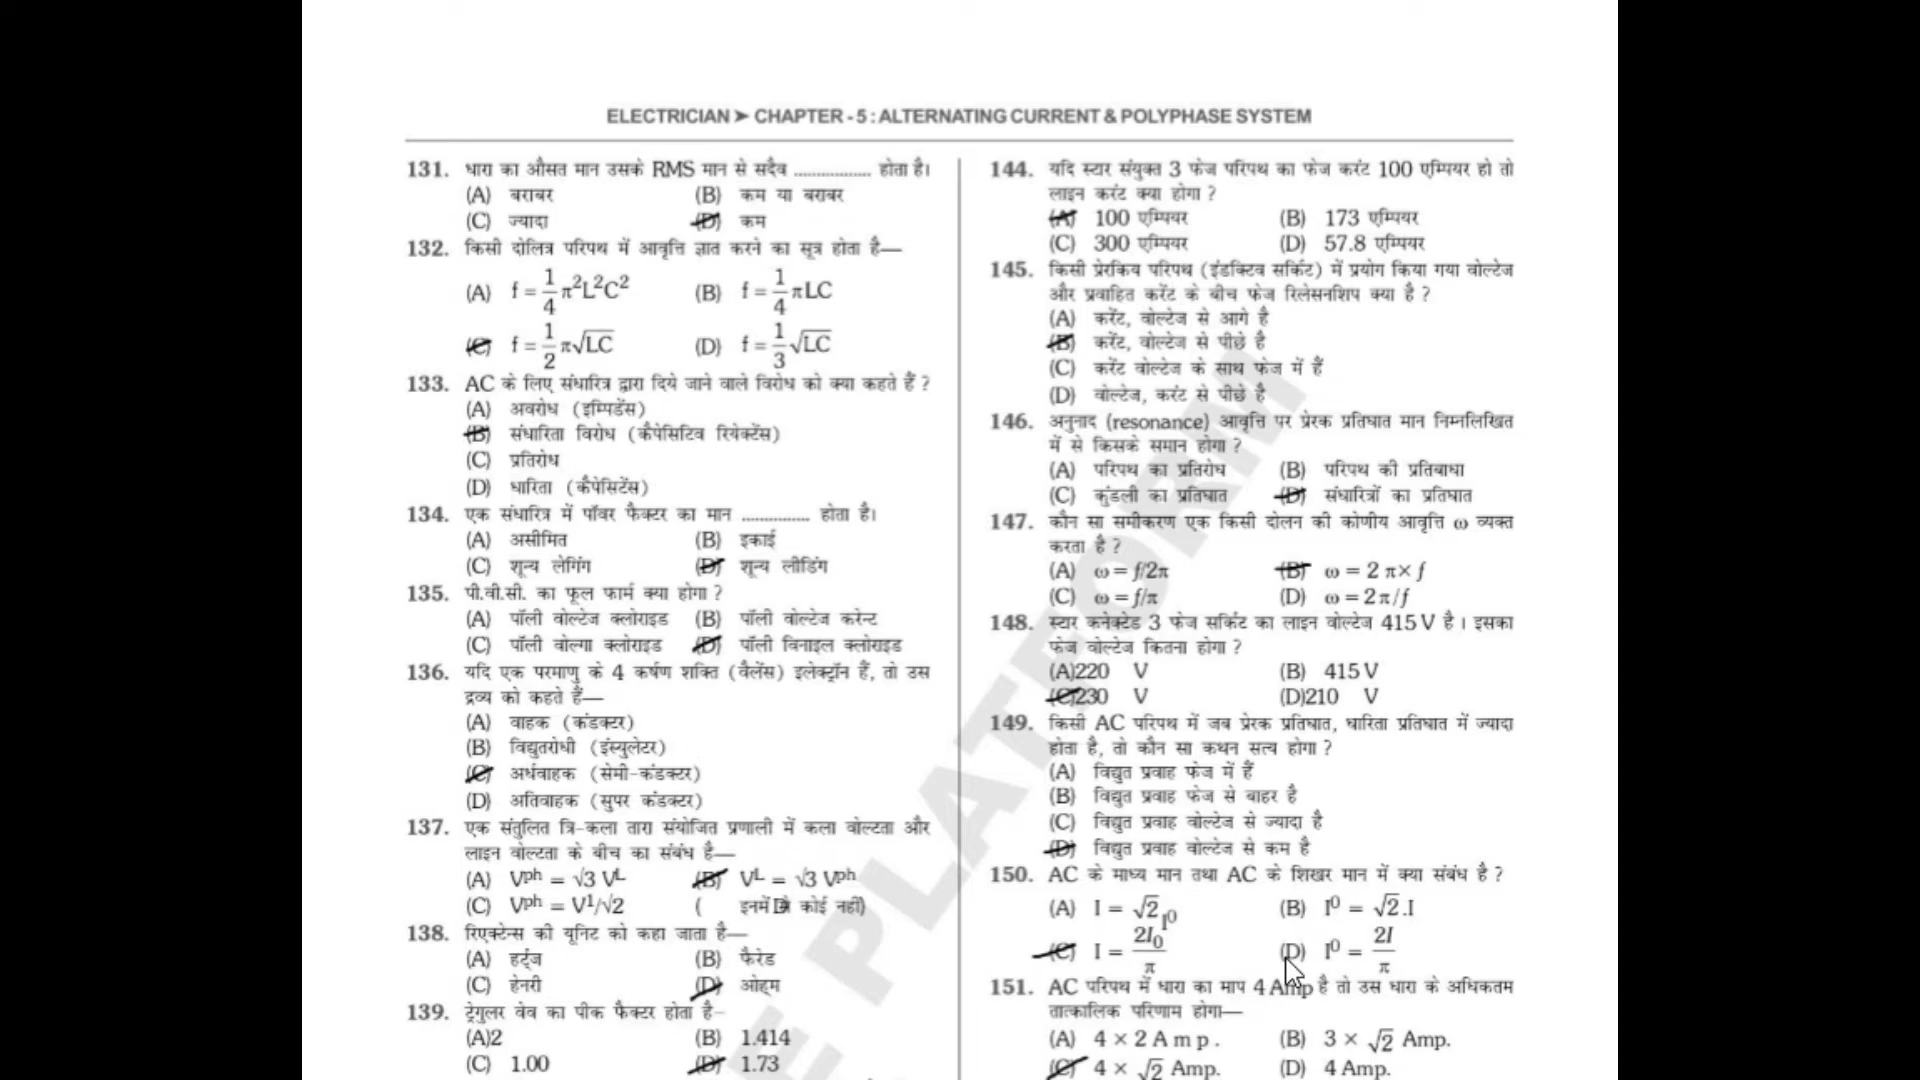 ELECTRICIAN ➤ CHAPTER - 5 : ALTERNATING CURRENT & POLYPHASE SYSTEM
131. धारा का औसत मान उसके RMS मान से सदैव .................. होता है।
(A) बराबर (B) कम या बराबर
(C) ज्यादा (D) कम
132. किसी दोलित्र परिपथ में आवृत्ति ज्ञात करने का सूत्र होता है—
(A) f = 1/4 π²L²C² (B) f = 1/4 πLC
(C) f = 1/2 π√LC (D) f = 1/3 √LC
133. AC के लिए संधारित्र द्वारा दिये जाने वाले विरोध को क्या कहते हैं ?
(A) अवरोध (इम्पिडेंस)
(B) संधारिता विरोध (कैपेसिटिव रियेक्टेंस)
(C) प्रतिरोध
(D) धारिता (कैपेसिटेंस)
134. एक संधारित्र में पॉवर फैक्टर का मान ................ होता है।
(A) असीमित (B) इकाई
(C) शून्य लेगिंग (D) शून्य लीडिंग
135. पी.वी.सी. का फूल फार्म क्या होगा ?
(A) पॉली वोल्टेज क्लोराइड (B) पॉली वोल्टेज करेन्ट
(C) पॉली वोल्गा क्लोराइड (D) पॉली विनाइल क्लोराइड
136. यदि एक परमाणु के 4 कर्षण शक्ति (वैलेंस) इलेक्ट्रॉन हैं, तो उस
द्रव्य को कहते हैं—
(A) वाहक (कंडक्टर)
(B) विद्युतरोधी (इंस्युलेटर)
(C) अर्धवाहक (सेमी-कंडक्टर)
(D) अतिवाहक (सुपर कंडक्टर)
137. एक संतुलित त्रि-कला तारा संयोजित प्रणाली में कला वोल्टता और
लाइन वोल्टता के बीच का संबंध है—
(A) Vph = √3 VL (B) VL = √3 Vph
(C) Vph = V1/√2 ( इनमें D से कोई नहीं)
138. रिएक्टेन्स की यूनिट को कहा जाता है—
(A) हर्ट्ज (B) फैरेड
(C) हेनरी (D) ओह्म
139. ट्रेगुलर वेव का पीक फैक्टर होता है-
(A)2 (B) 1.414
(C) 1.00 (D) 1.73
144. यदि स्टार संयुक्त 3 फेज परिपथ का फेज करंट 100 एम्पियर हो तो
लाइन करंट क्या होगा ?
(A) 100 एम्पियर (B) 173 एम्पियर
(C) 300 एम्पियर (D) 57.8 एम्पियर
145. किसी प्रेरकिय परिपथ (इंडक्टिव सर्किट) में प्रयोग किया गया वोल्टेज
और प्रवाहित करेंट के बीच फेज रिलेसनशिप क्या है ?
(A) करेंट, वोल्टेज से आगे है
(B) करेंट, वोल्टेज से पीछे है
(C) करेंट वोल्टेज के साथ फेज में हैं
(D) वोल्टेज, करंट से पीछे है
146. अनुनाद (resonance) आवृत्ति पर प्रेरक प्रतिघात मान निम्नलिखित
में से किसके समान होगा ?
(A) परिपथ का प्रतिरोध (B) परिपथ की प्रतिबाधा
(C) कुंडली का प्रतिघात (D) संधारित्रों का प्रतिघात
147. कौन सा समीकरण एक किसी दोलन की कोणीय आवृत्ति ω व्यक्त
करता है ?
(A) ω = f/2π (B) ω = 2 π× f
(C) ω = f/π (D) ω = 2π/f
148. स्टार कनेक्टेड 3 फेज सर्किट का लाइन वोल्टेज 415 V है। इसका
फेज वोल्टेज कितना होगा ?
(A)220 V (B) 415 V
(C)230 V (D)210 V
149. किसी AC परिपथ में जब प्रेरक प्रतिघात, धारिता प्रतिघात में ज्यादा
होता है, तो कौन सा कथन सत्य होगा ?
(A) विद्युत प्रवाह फेज में हैं
(B) विद्युत प्रवाह फेज से बाहर है
(C) विद्युत प्रवाह वोल्टेज से ज्यादा है
(D) विद्युत प्रवाह वोल्टेज से कम है
150. AC के माध्य मान तथा AC के शिखर मान में क्या संबंध है ?
(A) I = √2 I0 (B) I0 = √2.I
(C) I = 2I0/π (D) I0 = 2I/π
151. AC परिपथ में धारा का माप 4 Amp है तो उस धारा के अधिकतम
तात्कालिक परिणाम होगा—
(A) 4 × 2 A m p . (B) 3 × √2 Amp.
(C) 4 × √2 Amp. (D) 4 Amp.
E PLATFORM